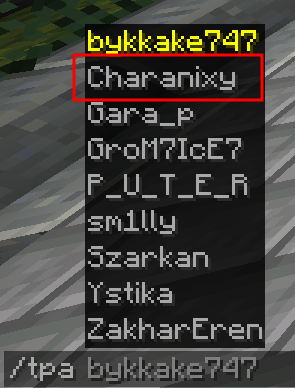 bykkake747
Charanixy
Gara_p
GroM7IcE7
P_U_T_E_R
sm1lly
Szarkan
Ystika
ZakharEren
/tpa bykkake747